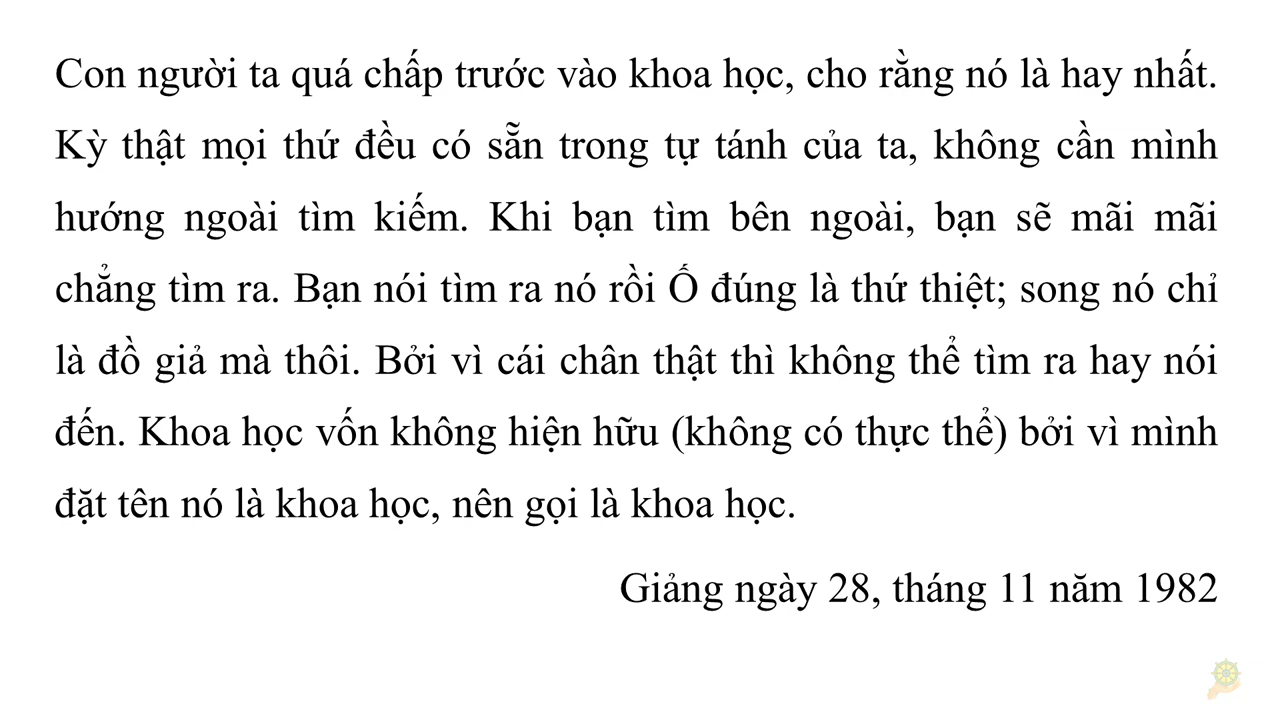 Con người ta quá chấp trước vào khoa học, cho rằng nó là hay nhất.
Kỳ thật mọi thứ đều có sẵn trong tự tánh của ta, không cần mình
hướng ngoài tìm kiếm. Khi bạn tìm bên ngoài, bạn sẽ mãi mãi
chẳng tìm ra. Bạn nói tìm ra nó rồi Ố đúng là thứ thiệt; song nó chỉ
là đồ giả mà thôi. Bởi vì cái chân thật thì không thể tìm ra hay nói
đến. Khoa học vốn không hiện hữu (không có thực thể) bởi vì mình
đặt tên nó là khoa học, nên gọi là khoa học.
Giảng ngày 28, tháng 11 năm 1982